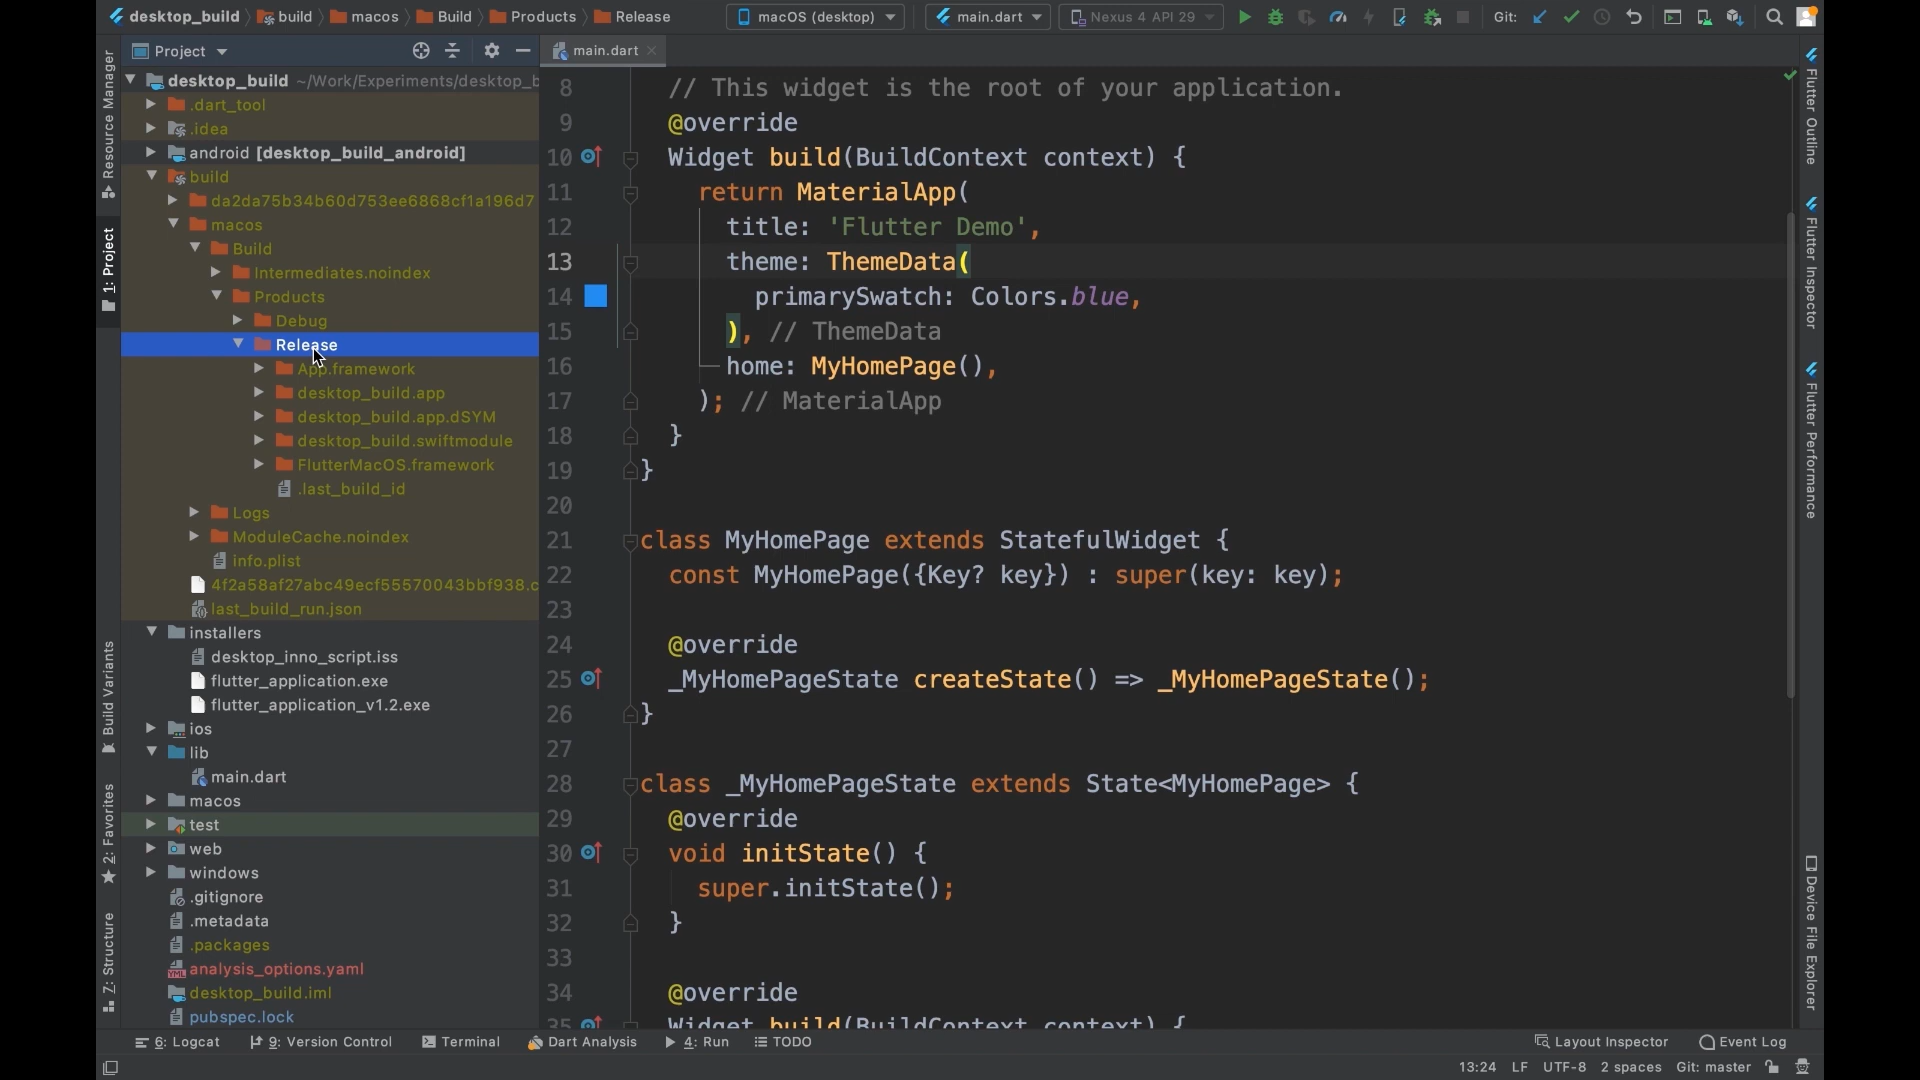 desktop_build build macos Build Products Release macOS (desktop) main.dart Nexus 4 API 29 Git:
Project
main.dart
desktop_build ~/Work/Experiments/desktop_b
.dart_tool
.idea
android [desktop_build_android]
build
da2da75b34b60d753ee6868cf1a196d7
macos
Build
Intermediates.noindex
Products
Debug
Release
App.framework
desktop_build.app
desktop_build.app.dSYM
desktop_build.swiftmodule
FlutterMacOS.framework
.last_build_id
Logs
ModuleCache.noindex
info.plist
4f2a58af27abc49ecf55570043bbf938.c
last_build_run.json
installers
desktop_inno_script.iss
flutter_application.exe
flutter_application_v1.2.exe
ios
lib
main.dart
macos
test
web
windows
.gitignore
.metadata
.packages
analysis_options.yaml
desktop_build.iml
pubspec.lock
Resource Manager
1: Project
Build Variants
2: Favorites
Z: Structure
8 // This widget is the root of your application.
9 @override
10 Widget build(BuildContext context) {
11 return MaterialApp(
12 title: 'Flutter Demo',
13 theme: ThemeData(
14 primarySwatch: Colors.blue,
15 ), // ThemeData
16 home: MyHomePage(),
17 ); // MaterialApp
18 }
19 }
20
21 class MyHomePage extends StatefulWidget {
22 const MyHomePage({Key? key}) : super(key: key);
23
24 @override
25 _MyHomePageState createState() => _MyHomePageState();
26 }
27
28 class _MyHomePageState extends State<MyHomePage> {
29 @override
30 void initState() {
31 super.initState();
32 }
33
34 @override
35 Widget build(BuildContext context) {
Flutter Outline
Flutter Inspector
Flutter Performance
Device File Explorer
6: Logcat 9: Version Control Terminal Dart Analysis 4: Run TODO Layout Inspector Event Log
13:24 LF UTF-8 2 spaces Git: master